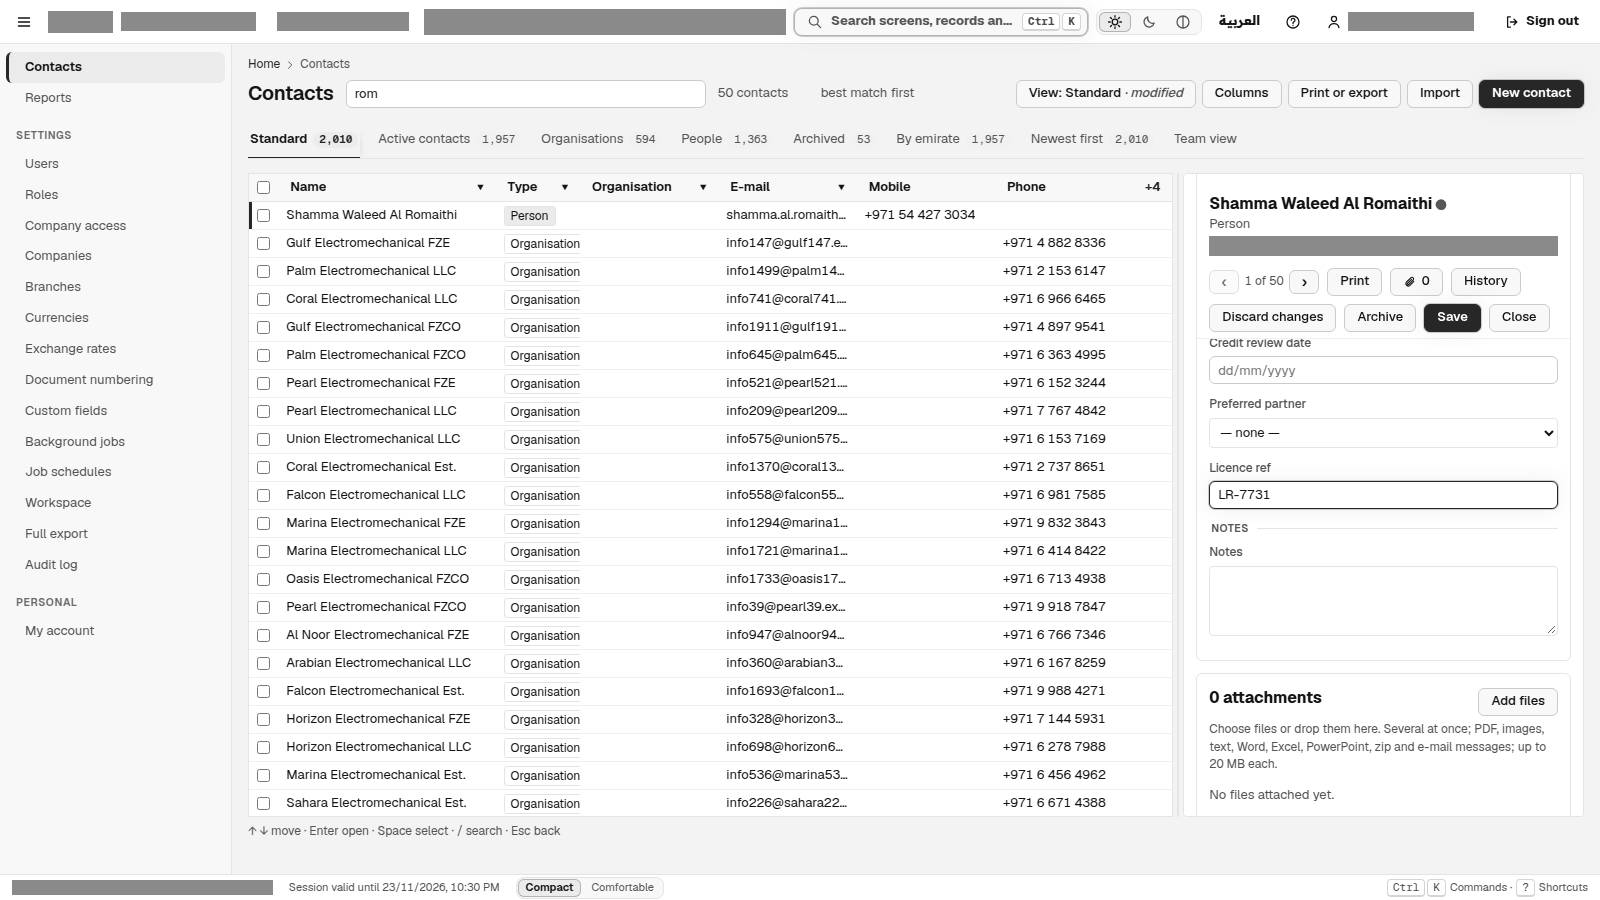 Search screens, records an... Ctrl K
العربية
Sign out
Contacts
Reports
SETTINGS
Users
Roles
Company access
Companies
Branches
Currencies
Exchange rates
Document numbering
Custom fields
Background jobs
Job schedules
Workspace
Full export
Audit log
PERSONAL
My account
Home > Contacts
Contacts rom 50 contacts best match first
View: Standard · modified Columns Print or export Import New contact
Standard 2,010 Active contacts 1,957 Organisations 594 People 1,363 Archived 53 By emirate 1,957 Newest first 2,010 Team view
Name Type Organisation E-mail Mobile Phone +4
Shamma Waleed Al Romaithi Person shamma.al.romaith... +971 54 427 3034
Gulf Electromechanical FZE Organisation info147@gulf147.e... +971 4 882 8336
Palm Electromechanical LLC Organisation info1499@palm14... +971 2 153 6147
Coral Electromechanical LLC Organisation info741@coral741.... +971 6 966 6465
Gulf Electromechanical FZCO Organisation info1911@gulf191... +971 4 897 9541
Palm Electromechanical FZCO Organisation info645@palm645.... +971 6 363 4995
Pearl Electromechanical FZE Organisation info521@pearl521.... +971 6 152 3244
Pearl Electromechanical LLC Organisation info209@pearl209.... +971 7 767 4842
Union Electromechanical LLC Organisation info575@union575... +971 6 153 7169
Coral Electromechanical Est. Organisation info1370@coral13... +971 2 737 8651
Falcon Electromechanical LLC Organisation info558@falcon55... +971 6 981 7585
Marina Electromechanical FZE Organisation info1294@marina1... +971 9 832 3843
Marina Electromechanical LLC Organisation info1721@marina1... +971 6 414 8422
Oasis Electromechanical FZCO Organisation info1733@oasis17... +971 6 713 4938
Pearl Electromechanical FZCO Organisation info39@pearl39.ex... +971 9 918 7847
Al Noor Electromechanical FZE Organisation info947@alnoor94... +971 6 766 7346
Arabian Electromechanical LLC Organisation info360@arabian3... +971 6 167 8259
Falcon Electromechanical Est. Organisation info1693@falcon1... +971 9 988 4271
Horizon Electromechanical FZE Organisation info328@horizon3... +971 7 144 5931
Horizon Electromechanical LLC Organisation info698@horizon6... +971 6 278 7988
Marina Electromechanical Est. Organisation info536@marina53... +971 6 456 4962
Sahara Electromechanical Est. Organisation info226@sahara22... +971 6 671 4388
↑ ↓ move · Enter open · Space select · / search · Esc back
Shamma Waleed Al Romaithi
Person
‹ 1 of 50 › Print 0 History
Discard changes Archive Save Close
Credit review date
dd/mm/yyyy
Preferred partner
— none —
Licence ref
LR-7731
NOTES
Notes
0 attachments Add files
Choose files or drop them here. Several at once; PDF, images,
text, Word, Excel, PowerPoint, zip and e-mail messages; up to
20 MB each.
No files attached yet.
Session valid until 23/11/2026, 10:30 PM Compact Comfortable
Ctrl K Commands · ? Shortcuts